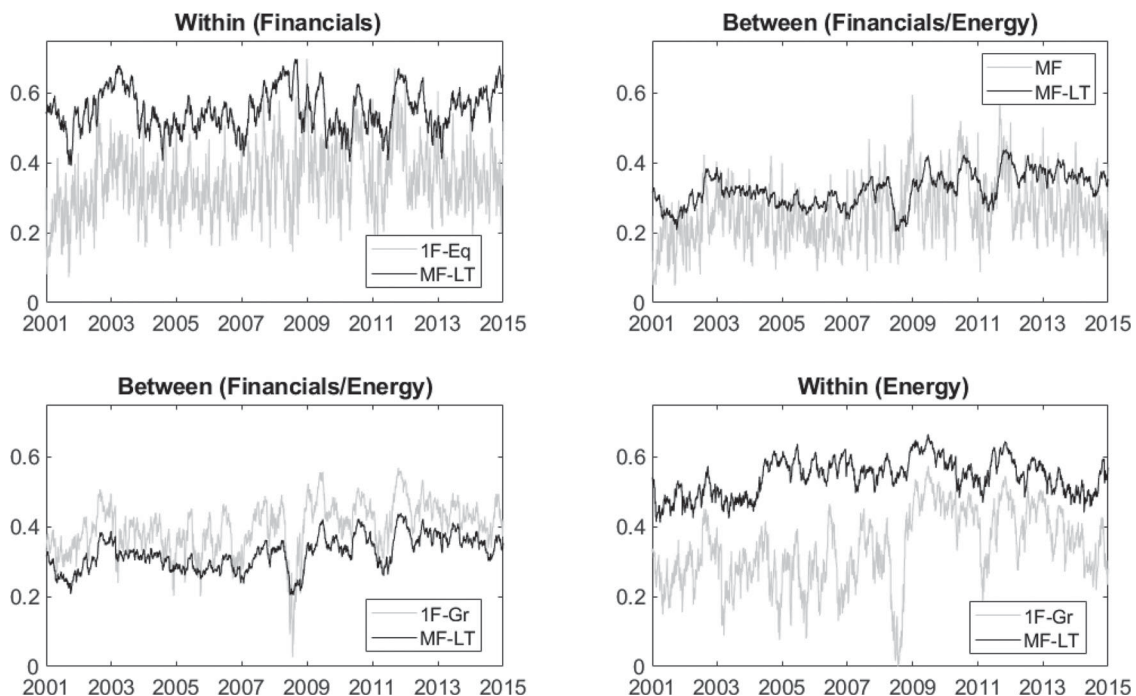 Within (Financials)
0.6
0.4
0.2
0
1F-Eq
MF-LT
2001 2003 2005 2007 2009 2011 2013 2015
Between (Financials/Energy)
MF
MF-LT
0.6
0.4
0.2
0
2001 2003 2005 2007 2009 2011 2013 2015
Between (Financials/Energy)
0.6
0.4
0.2
0
1F-Gr
MF-LT
2001 2003 2005 2007 2009 2011 2013 2015
Within (Energy)
0.6
0.4
0.2
0
1F-Gr
MF-LT
2001 2003 2005 2007 2009 2011 2013 2015